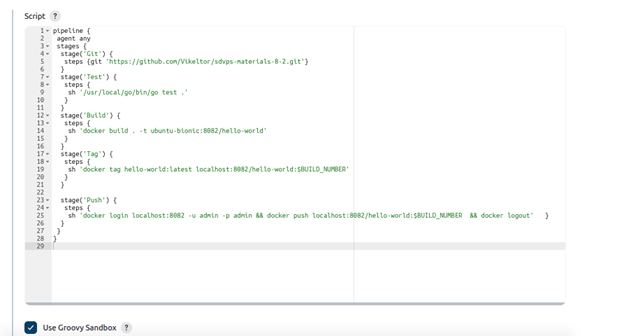 Script ?
1 pipeline {
2 agent any
3 stages {
4 stage('Git') {
5 steps {git 'https://github.com/Vikeltor/sdvps-materials-8-2.git'}
6 }
7 stage('Test') {
8 steps {
9 sh '/usr/local/go/bin/go test .'
10 }
11 }
12 stage('Build') {
13 steps {
14 sh 'docker build . -t ubuntu-bionic:8082/hello-world'
15 }
16 }
17 stage('Tag') {
18 steps {
19 sh 'docker tag hello-world:latest localhost:8082/hello-world:$BUILD_NUMBER'
20 }
21 }
22
23 stage('Push') {
24 steps {
25 sh 'docker login localhost:8082 -u admin -p admin && docker push localhost:8082/hello-world:$BUILD_NUMBER && docker logout' }
26 }
27 }
28 }
29
Use Groovy Sandbox ?